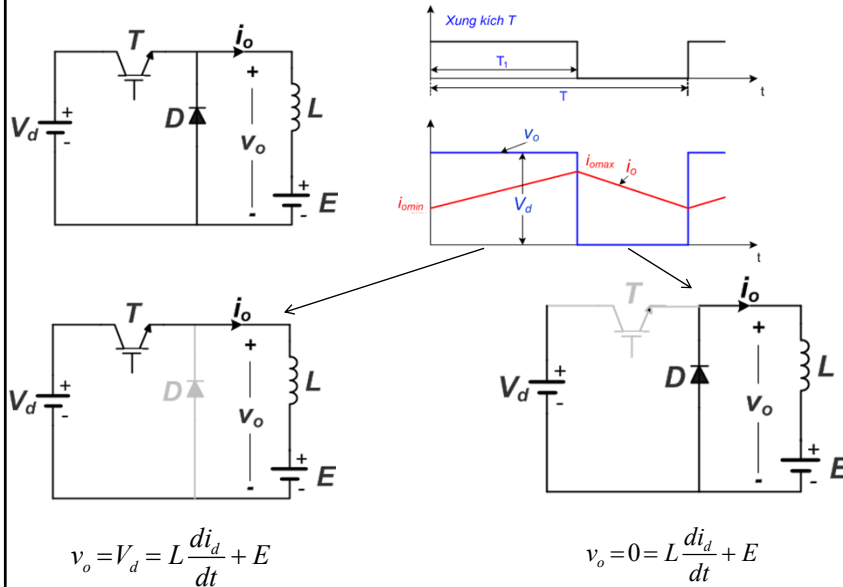 T
i_o
+
D
L
V_d
+
-
v_o
+
-
E
-
Xung kích T
T_1
T
t
v_o
i_omax
i_o
i_omin
V_d
t
T
i_o
+
V_d
+
-
D
L
v_o
+
-
E
-
T
i_o
+
V_d
+
-
D
L
v_o
+
-
E
-
v_o = V_d = L di_d/dt + E
v_o = 0 = L di_d/dt + E